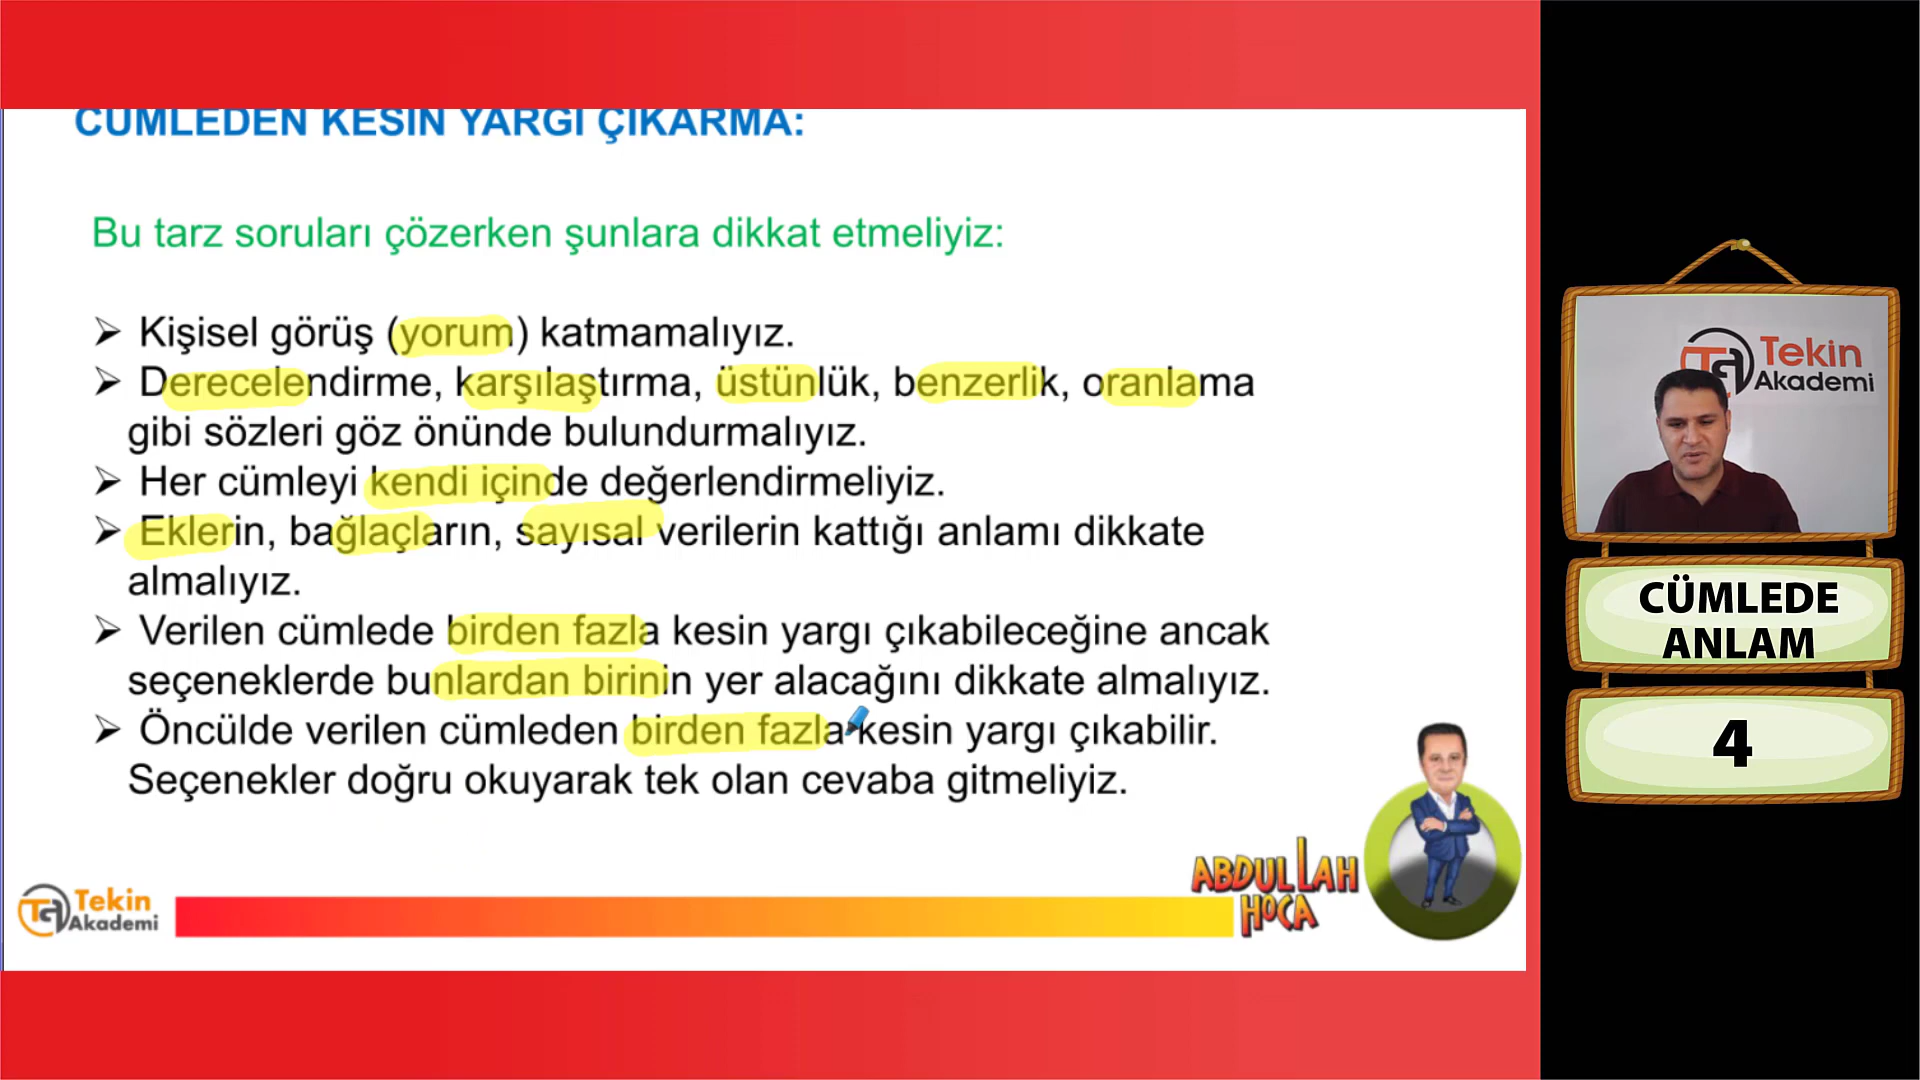 CÜMLEDEN KESİN YARGI ÇIKARMA:
Bu tarz soruları çözerken şunlara dikkat etmeliyiz:
➢ Kişisel görüş (yorum) katmamalıyız.
➢ Derecelendirme, karşılaştırma, üstünlük, benzerlik, oranlama
gibi sözleri göz önünde bulundurmalıyız.
➢ Her cümleyi kendi içinde değerlendirmeliyiz.
➢ Eklerin, bağlaçların, sayısal verilerin kattığı anlamı dikkate
almalıyız.
➢ Verilen cümlede birden fazla kesin yargı çıkabileceğine ancak
seçeneklerde bunlardan birinin yer alacağını dikkate almalıyız.
➢ Öncülde verilen cümleden birden fazla kesin yargı çıkabilir.
Seçenekler doğru okuyarak tek olan cevaba gitmeliyiz.
Tekin
Akademi
ABDULLAH
HOCA
Tekin
Akademi
CÜMLEDE
ANLAM
4